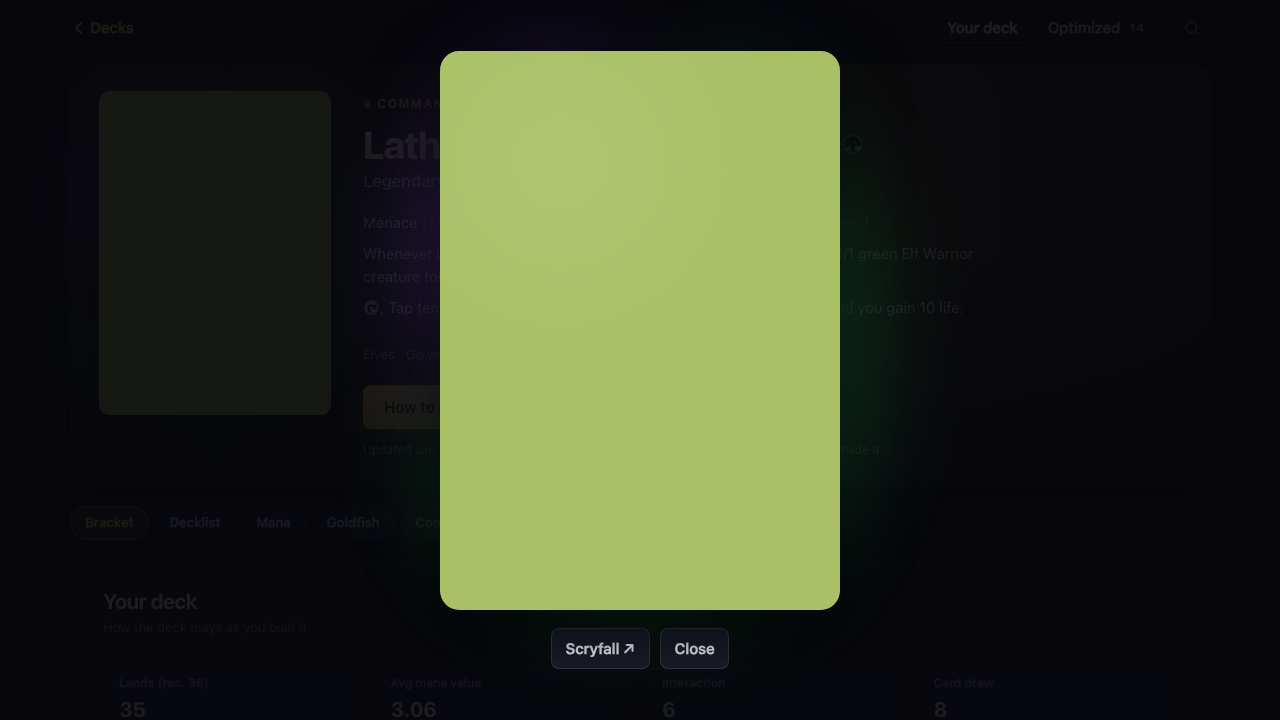 Decks
Your deck
Optimized 14
COMMAN
Lath
Legendar
Menace
Whenever
1/1 green Elf Warrior
creature to
, Tap
nd you gain 10 life.
Elves · Go w
How to
Updated Jan
made it
Bracket
Decklist
Mana
Goldfish
Com
Your deck
How the deck plays as you built it.
Lands (rec. 36)
Avg mana value
Interaction
Card draw
35
3.06
6
8
Scryfall ↗
Close